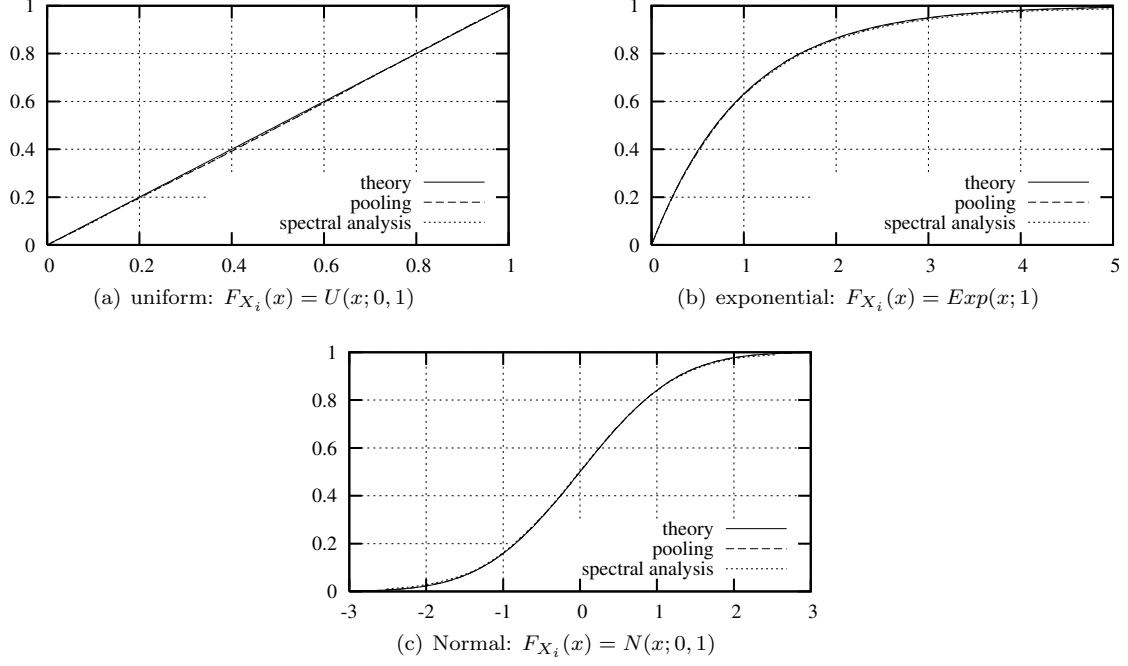 1
0.8
0.6
0.4
0.2
0
theory
pooling
spectral analysis
0 0.2 0.4 0.6 0.8 1
(a) uniform: $F_{X_i}(x) = U(x; 0, 1)$
1
0.8
0.6
0.4
0.2
0
theory
pooling
spectral analysis
0 1 2 3 4 5
(b) exponential: $F_{X_i}(x) = Exp(x; 1)$
1
0.8
0.6
0.4
0.2
0
theory
pooling
spectral analysis
-3 -2 -1 0 1 2 3
(c) Normal: $F_{X_i}(x) = N(x; 0, 1)$